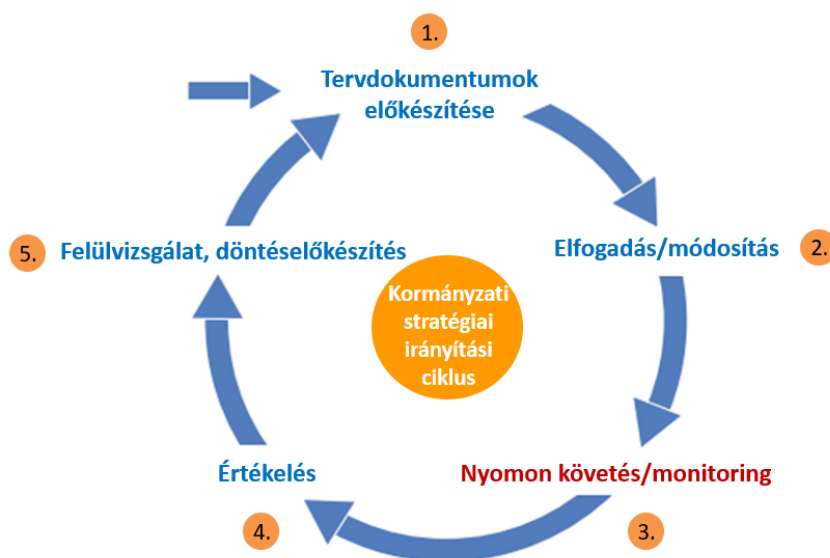 1.
Tervdokumentumok
előkészítése
Elfogadás/módosítás
2.
Nyomon követés/monitoring
3.
Értékelés
4.
5.
Felülvizsgálat, döntéselőkészítés
Kormányzati
stratégiai
irányítási
ciklus